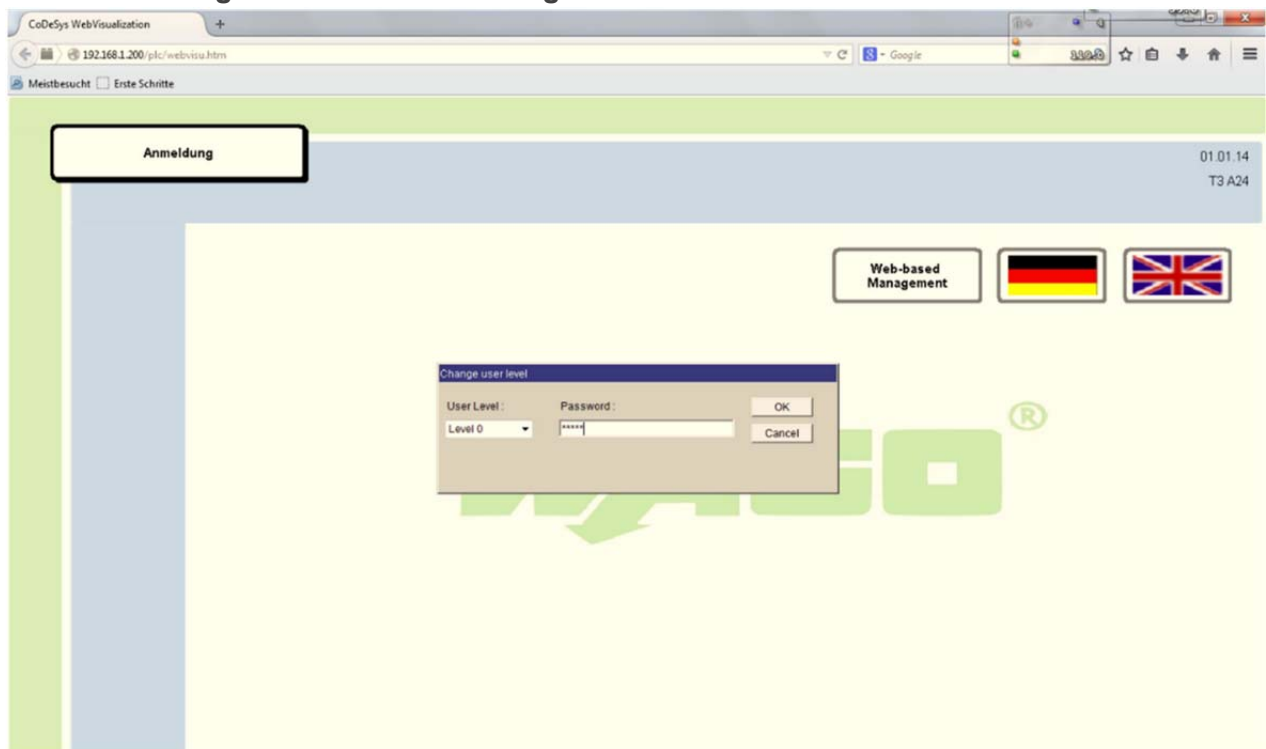 CoDeSys WebVisualization +
192.168.1.200/plc/webvisu.htm
Google
Meistbesucht Erste Schritte
Anmeldung
01.01.14
T3 A24
Web-based
Management
Change user level
User Level : Password : OK
Level 0 ***** Cancel
WAGO ®